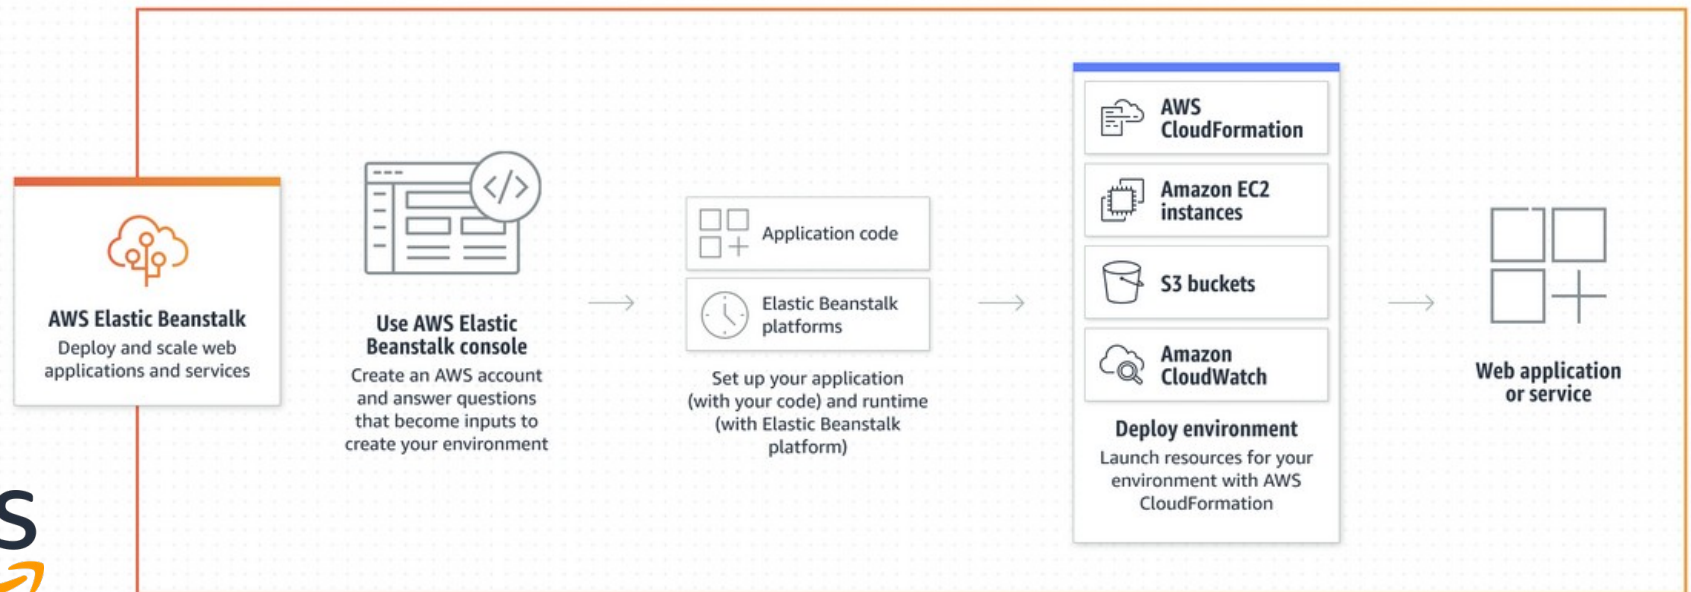 AWS Elastic Beanstalk
Deploy and scale web
applications and services
</>
Use AWS Elastic
Beanstalk console
Create an AWS account
and answer questions
that become inputs to
create your environment
Application code
Elastic Beanstalk
platforms
Set up your application
(with your code) and runtime
(with Elastic Beanstalk
platform)
AWS
CloudFormation
Amazon EC2
instances
S3 buckets
Amazon
CloudWatch
Deploy environment
Launch resources for your
environment with AWS
CloudFormation
Web application
or service
s